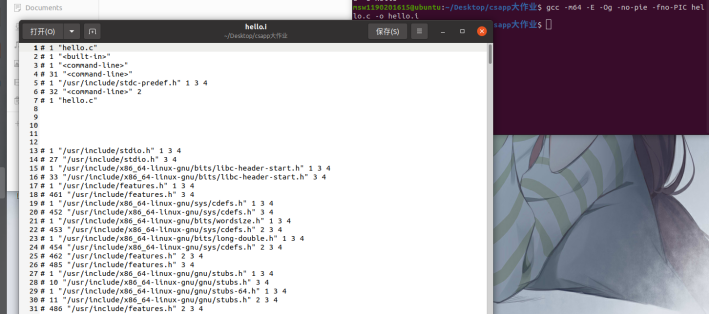 Documents
打开(O)
hello.i
~/Desktop/csapp大作业
保存(S)
1 # 1 "hello.c"
2 # 1 "<built-in>"
3 # 1 "<command-line>"
4 # 31 "<command-line>"
5 # 1 "/usr/include/stdc-predef.h" 1 3 4
6 # 32 "<command-line>" 2
7 # 1 "hello.c"
8
9
10
11
12
13 # 1 "/usr/include/stdio.h" 1 3 4
14 # 27 "/usr/include/stdio.h" 3 4
15 # 1 "/usr/include/x86_64-linux-gnu/bits/libc-header-start.h" 1 3 4
16 # 33 "/usr/include/x86_64-linux-gnu/bits/libc-header-start.h" 3 4
17 # 1 "/usr/include/features.h" 1 3 4
18 # 461 "/usr/include/features.h" 3 4
19 # 1 "/usr/include/x86_64-linux-gnu/sys/cdefs.h" 1 3 4
20 # 452 "/usr/include/x86_64-linux-gnu/sys/cdefs.h" 3 4
21 # 1 "/usr/include/x86_64-linux-gnu/bits/wordsize.h" 1 3 4
22 # 453 "/usr/include/x86_64-linux-gnu/sys/cdefs.h" 2 3 4
23 # 1 "/usr/include/x86_64-linux-gnu/bits/long-double.h" 1 3 4
24 # 454 "/usr/include/x86_64-linux-gnu/sys/cdefs.h" 2 3 4
25 # 462 "/usr/include/features.h" 2 3 4
26 # 485 "/usr/include/features.h" 3 4
27 # 1 "/usr/include/x86_64-linux-gnu/gnu/stubs.h" 1 3 4
28 # 10 "/usr/include/x86_64-linux-gnu/gnu/stubs.h" 3 4
29 # 1 "/usr/include/x86_64-linux-gnu/gnu/stubs-64.h" 1 3 4
30 # 11 "/usr/include/x86_64-linux-gnu/gnu/stubs.h" 2 3 4
31 # 486 "/usr/include/features.h" 2 3 4
msw1190201615@ubuntu:~/Desktop/csapp大作业$ gcc -m64 -E -Og -no-pie -fno-PIC hel
lo.c -o hello.i
/csapp大作业$